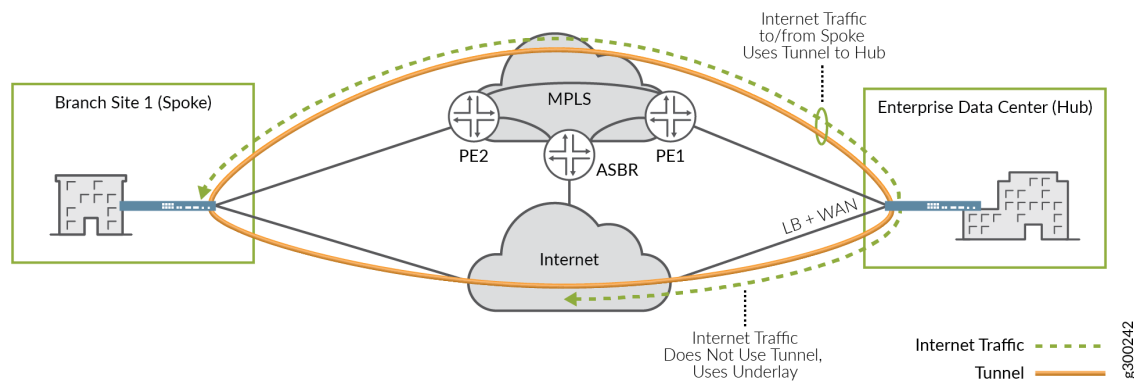 Internet Traffic
to/from Spoke
Uses Tunnel to Hub
Branch Site 1 (Spoke)
MPLS
Enterprise Data Center (Hub)
PE2
PE1
ASBR
LB + WAN
Internet
Internet Traffic
Does Not Use Tunnel,
Uses Underlay
Internet Traffic
Tunnel
g300242